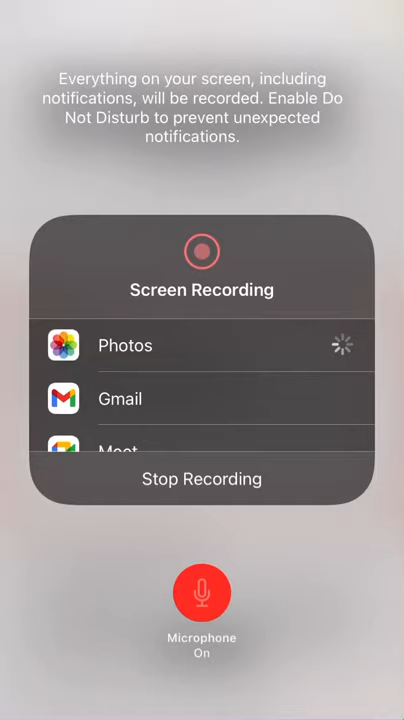 Everything on your screen, including
notifications, will be recorded. Enable Do
Not Disturb to prevent unexpected
notifications.
Screen Recording
Photos
Gmail
Meet
Stop Recording
Microphone
On